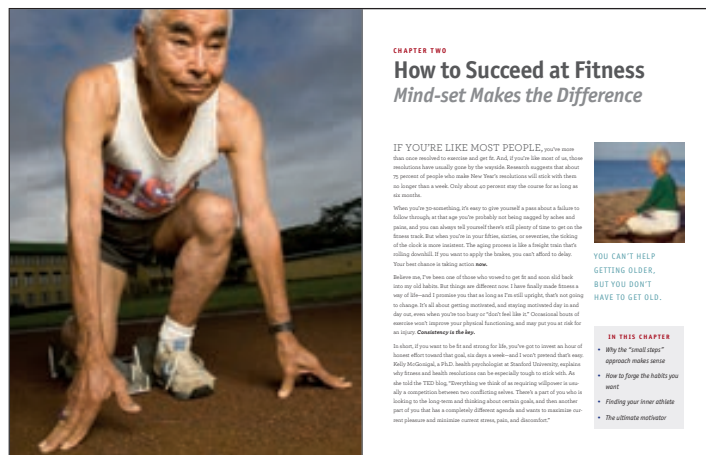 CHAPTER TWO
How to Succeed at Fitness
Mind-set Makes the Difference
IF YOU'RE LIKE MOST PEOPLE, you've more
than once resolved to exercise and get fit. And, if you're like most of us, those
resolutions have usually gone by the wayside. Research suggests that about
75 percent of people who make New Year's resolutions will stick with them
no longer than a week. Only about 40 percent stay the course for as long as
six months.
When you're 30-something, it's easy to give yourself a pass about a failure to
follow through; at that age you're probably not being nagged by aches and
pains, and you can always tell yourself there's still plenty of time to get on the
fitness track. But when you're in your fifties, sixties, or seventies, the ticking
of the clock is more insistent. The aging process is like a freight train that's
rolling downhill. If you want to apply the brakes, you can't afford to delay.
Your best chance is taking action now.
Believe me, I've been one of those who vowed to get fit and soon slid back
into my old habits. But things are different now. I have finally made fitness a
way of life—and I promise you that as long as I'm still upright, that's not going
to change. It's all about getting motivated, and staying motivated day in and
day out, even when you're too busy or "don't feel like it." Occasional bouts of
exercise won't improve your physical functioning, and may put you at risk for
an injury. Consistency is the key.
In short, if you want to be fit and strong for life, you've got to invest an hour of
honest effort toward that goal, six days a week—and I won't pretend that's easy.
Kelly McGonigal, a Ph.D. health psychologist at Stanford University, explains
why fitness and health resolutions can be especially tough to stick with. As
she told the TED blog, "Everything we think of as requiring willpower is usu-
ally a competition between two conflicting selves. There's a part of you who is
looking to the long-term and thinking about certain goals, and then another
part of you that has a completely different agenda and wants to maximize cur-
rent pleasure and minimize current stress, pain, and discomfort."
YOU CAN'T HELP
GETTING OLDER,
BUT YOU DON'T
HAVE TO GET OLD.
IN THIS CHAPTER
• Why the "small steps"
approach makes sense
• How to forge the habits you
want
• Finding your inner athlete
• The ultimate motivator